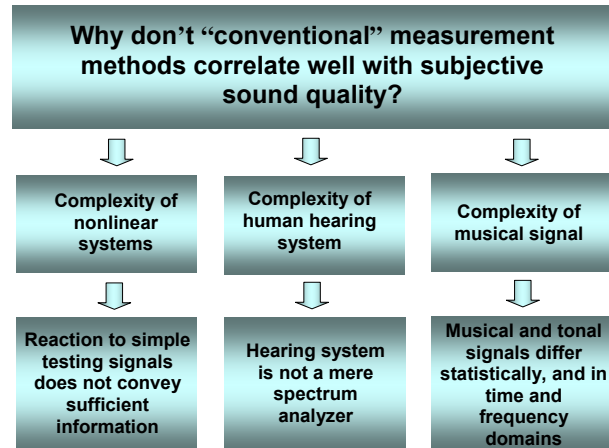 Why don't “conventional” measurement
methods correlate well with subjective
sound quality?
Complexity of
nonlinear
systems
Complexity of
human hearing
system
Complexity of
musical signal
Reaction to simple
testing signals
does not convey
sufficient
information
Hearing system
is not a mere
spectrum
analyzer
Musical and tonal
signals differ
statistically, and in
time and
frequency
domains